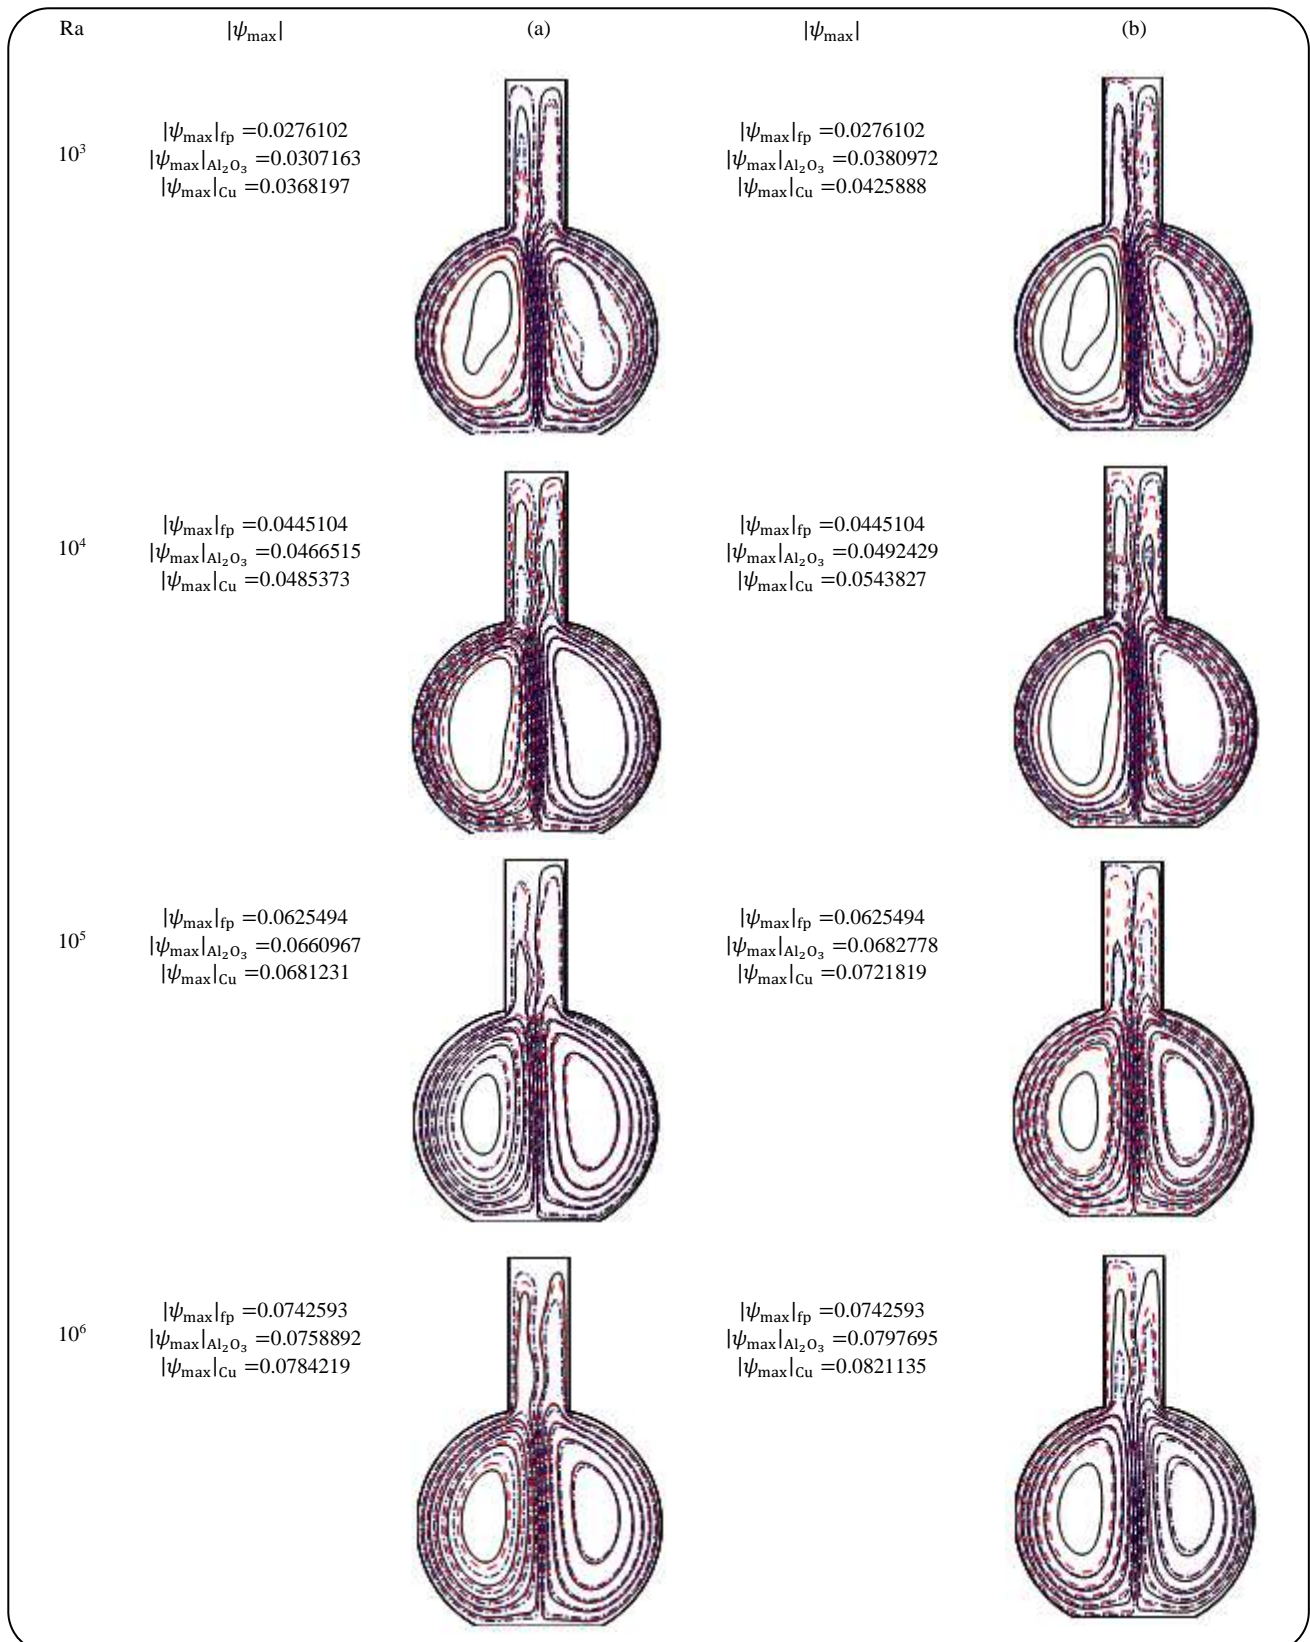 Ra |ψmax| (a) |ψmax| (b)
10³
|ψmax|fp =0.0276102
|ψmax|Al₂O₃ =0.0307163
|ψmax|Cu =0.0368197
|ψmax|fp =0.0276102
|ψmax|Al₂O₃ =0.0380972
|ψmax|Cu =0.0425888
10⁴
|ψmax|fp =0.0445104
|ψmax|Al₂O₃ =0.0466515
|ψmax|Cu =0.0485373
|ψmax|fp =0.0445104
|ψmax|Al₂O₃ =0.0492429
|ψmax|Cu =0.0543827
10⁵
|ψmax|fp =0.0625494
|ψmax|Al₂O₃ =0.0660967
|ψmax|Cu =0.0681231
|ψmax|fp =0.0625494
|ψmax|Al₂O₃ =0.0682778
|ψmax|Cu =0.0721819
10⁶
|ψmax|fp =0.0742593
|ψmax|Al₂O₃ =0.0758892
|ψmax|Cu =0.0784219
|ψmax|fp =0.0742593
|ψmax|Al₂O₃ =0.0797695
|ψmax|Cu =0.0821135